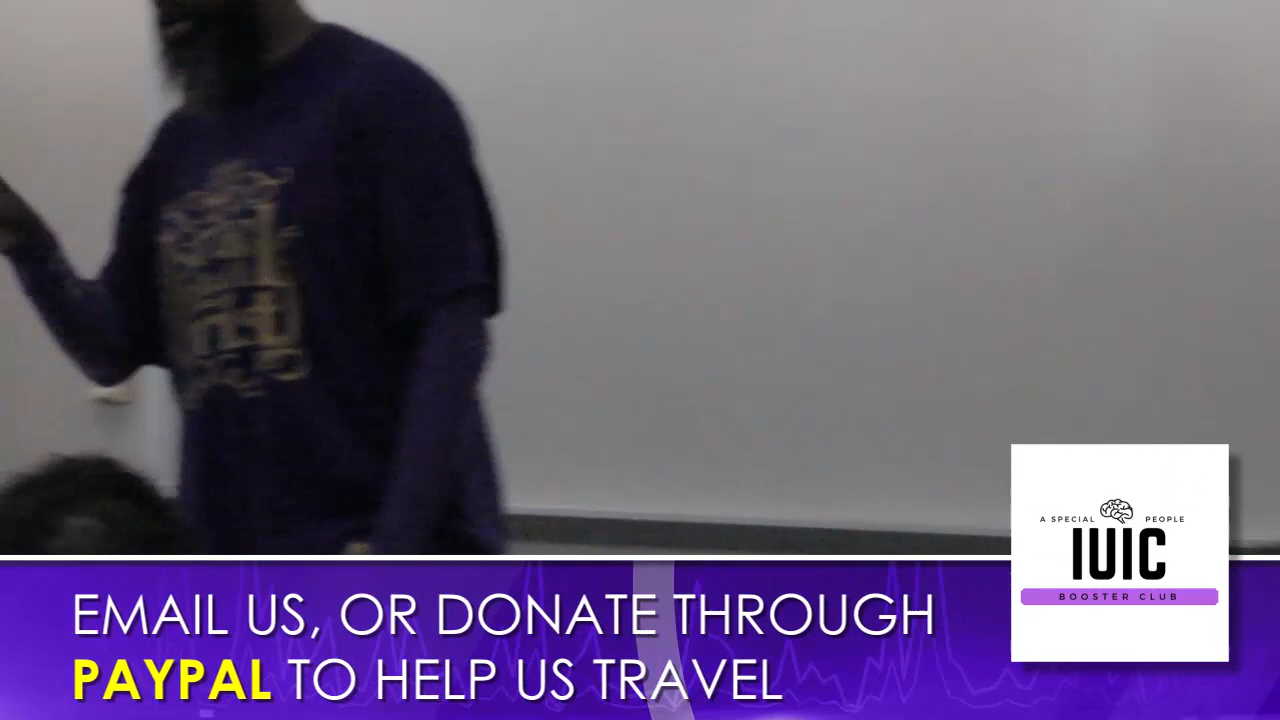 A SPECIAL PEOPLE
IUIC
BOOSTER CLUB
EMAIL US, OR DONATE THROUGH
PAYPAL TO HELP US TRAVEL